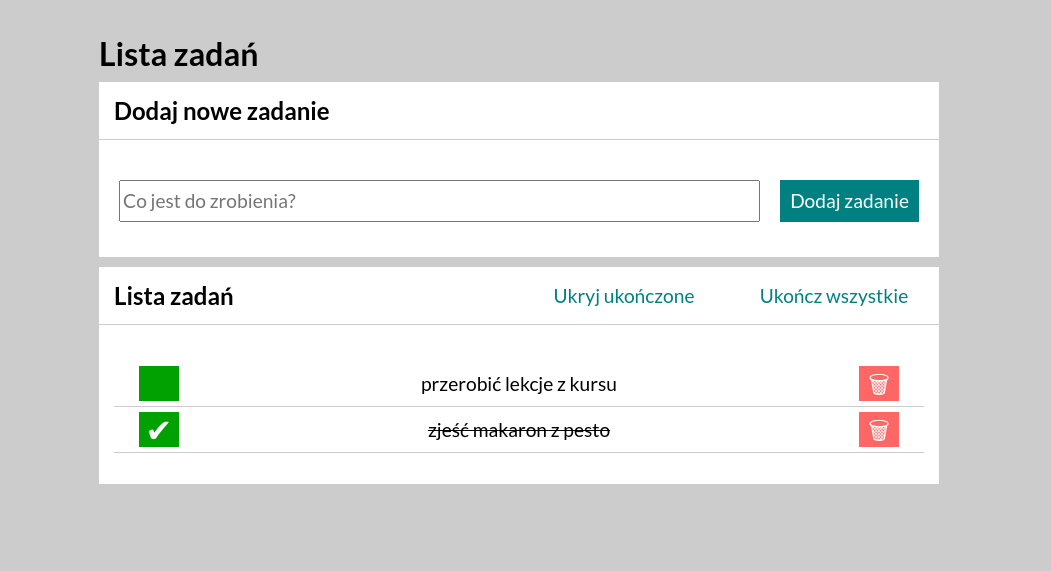 Lista zadań
Dodaj nowe zadanie
Co jest do zrobienia?
Dodaj zadanie
Lista zadań
Ukryj ukończone
Ukończ wszystkie
przerobić lekcje z kursu
✔ zjeść makaron z pesto